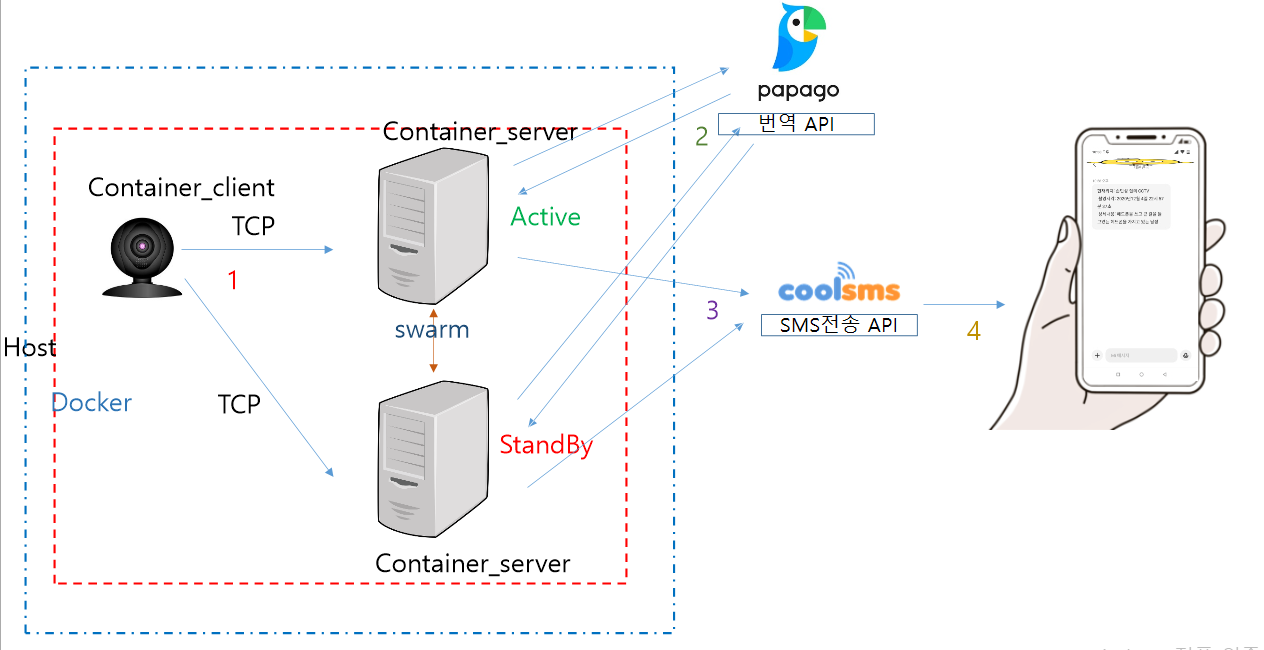 papago
번역 API
2
Container_server
Container_client
TCP
Active
1
coolsms
SMS전송 API
3
4
swarm
Host
Docker
TCP
StandBy
Container_server